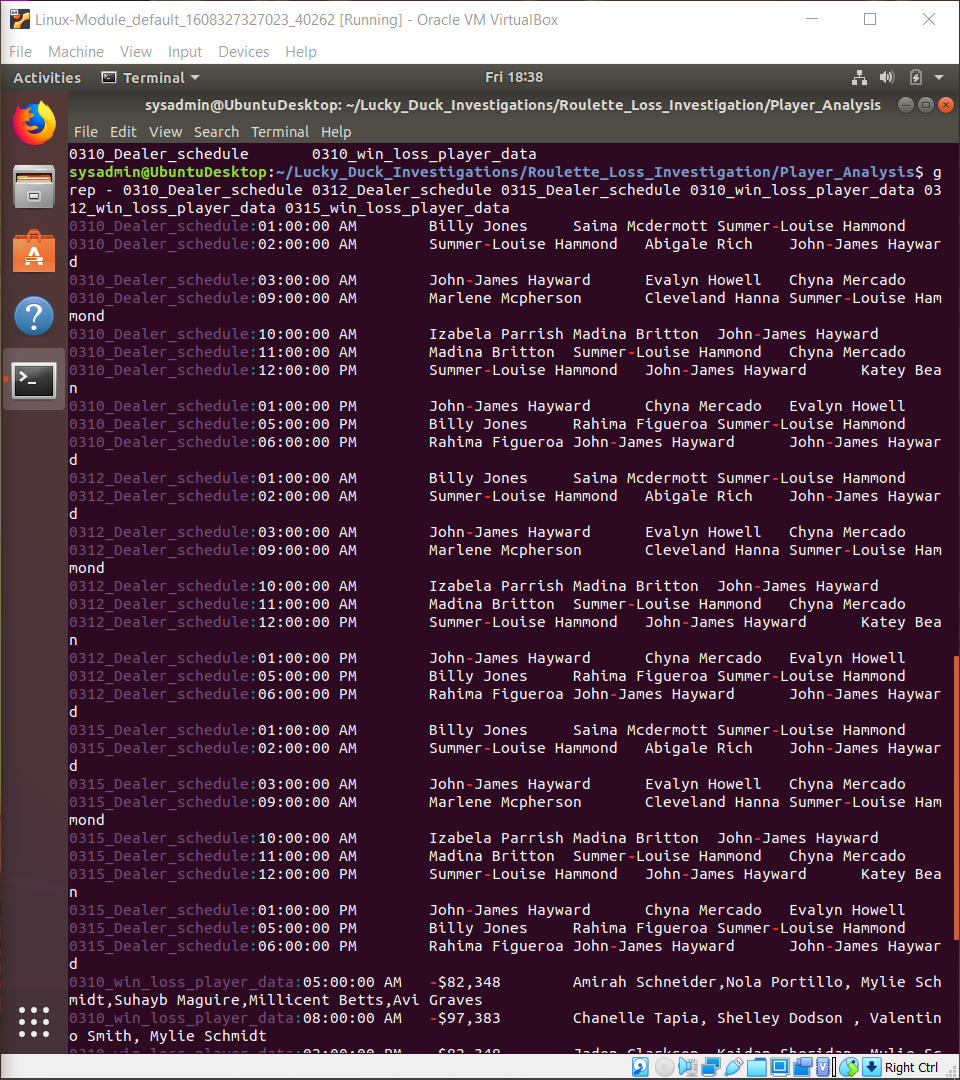 Linux-Module_default_1608327327023_40262 [Running] - Oracle VM VirtualBox
File Machine View Input Devices Help
Activities Terminal Fri 18:38
sysadmin@UbuntuDesktop: ~/Lucky_Duck_Investigations/Roulette_Loss_Investigation/Player_Analysis
File Edit View Search Terminal Help
0310_Dealer_schedule 0310_win_loss_player_data
sysadmin@UbuntuDesktop:~/Lucky_Duck_Investigations/Roulette_Loss_Investigation/Player_Analysis$ g
rep - 0310_Dealer_schedule 0312_Dealer_schedule 0315_Dealer_schedule 0310_win_loss_player_data 03
12_win_loss_player_data 0315_win_loss_player_data
0310_Dealer_schedule:01:00:00 AM Billy Jones Saima Mcdermott Summer-Louise Hammond
0310_Dealer_schedule:02:00:00 AM Summer-Louise Hammond Abigale Rich John-James Haywar
d
0310_Dealer_schedule:03:00:00 AM John-James Hayward Evalyn Howell Chyna Mercado
0310_Dealer_schedule:09:00:00 AM Marlene Mcpherson Cleveland Hanna Summer-Louise Ham
mond
0310_Dealer_schedule:10:00:00 AM Izabela Parrish Madina Britton John-James Hayward
0310_Dealer_schedule:11:00:00 AM Madina Britton Summer-Louise Hammond Chyna Mercado
0310_Dealer_schedule:12:00:00 PM Summer-Louise Hammond John-James Hayward Katey Bea
n
0310_Dealer_schedule:01:00:00 PM John-James Hayward Chyna Mercado Evalyn Howell
0310_Dealer_schedule:05:00:00 PM Billy Jones Rahima Figueroa Summer-Louise Hammond
0310_Dealer_schedule:06:00:00 PM Rahima Figueroa John-James Hayward John-James Haywar
d
0312_Dealer_schedule:01:00:00 AM Billy Jones Saima Mcdermott Summer-Louise Hammond
0312_Dealer_schedule:02:00:00 AM Summer-Louise Hammond Abigale Rich John-James Haywar
d
0312_Dealer_schedule:03:00:00 AM John-James Hayward Evalyn Howell Chyna Mercado
0312_Dealer_schedule:09:00:00 AM Marlene Mcpherson Cleveland Hanna Summer-Louise Ham
mond
0312_Dealer_schedule:10:00:00 AM Izabela Parrish Madina Britton John-James Hayward
0312_Dealer_schedule:11:00:00 AM Madina Britton Summer-Louise Hammond Chyna Mercado
0312_Dealer_schedule:12:00:00 PM Summer-Louise Hammond John-James Hayward Katey Bea
n
0312_Dealer_schedule:01:00:00 PM John-James Hayward Chyna Mercado Evalyn Howell
0312_Dealer_schedule:05:00:00 PM Billy Jones Rahima Figueroa Summer-Louise Hammond
0312_Dealer_schedule:06:00:00 PM Rahima Figueroa John-James Hayward John-James Haywar
d
0315_Dealer_schedule:01:00:00 AM Billy Jones Saima Mcdermott Summer-Louise Hammond
0315_Dealer_schedule:02:00:00 AM Summer-Louise Hammond Abigale Rich John-James Haywar
d
0315_Dealer_schedule:03:00:00 AM John-James Hayward Evalyn Howell Chyna Mercado
0315_Dealer_schedule:09:00:00 AM Marlene Mcpherson Cleveland Hanna Summer-Louise Ham
mond
0315_Dealer_schedule:10:00:00 AM Izabela Parrish Madina Britton John-James Hayward
0315_Dealer_schedule:11:00:00 AM Madina Britton Summer-Louise Hammond Chyna Mercado
0315_Dealer_schedule:12:00:00 PM Summer-Louise Hammond John-James Hayward Katey Bea
n
0315_Dealer_schedule:01:00:00 PM John-James Hayward Chyna Mercado Evalyn Howell
0315_Dealer_schedule:05:00:00 PM Billy Jones Rahima Figueroa Summer-Louise Hammond
0315_Dealer_schedule:06:00:00 PM Rahima Figueroa John-James Hayward John-James Haywar
d
0310_win_loss_player_data:05:00:00 AM -$82,348 Amirah Schneider,Nola Portillo, Mylie Sch
midt,Suhayb Maguire,Millicent Betts,Avi Graves
0310_win_loss_player_data:08:00:00 AM -$97,383 Chanelle Tapia, Shelley Dodson , Valentin
o Smith, Mylie Schmidt
Right Ctrl